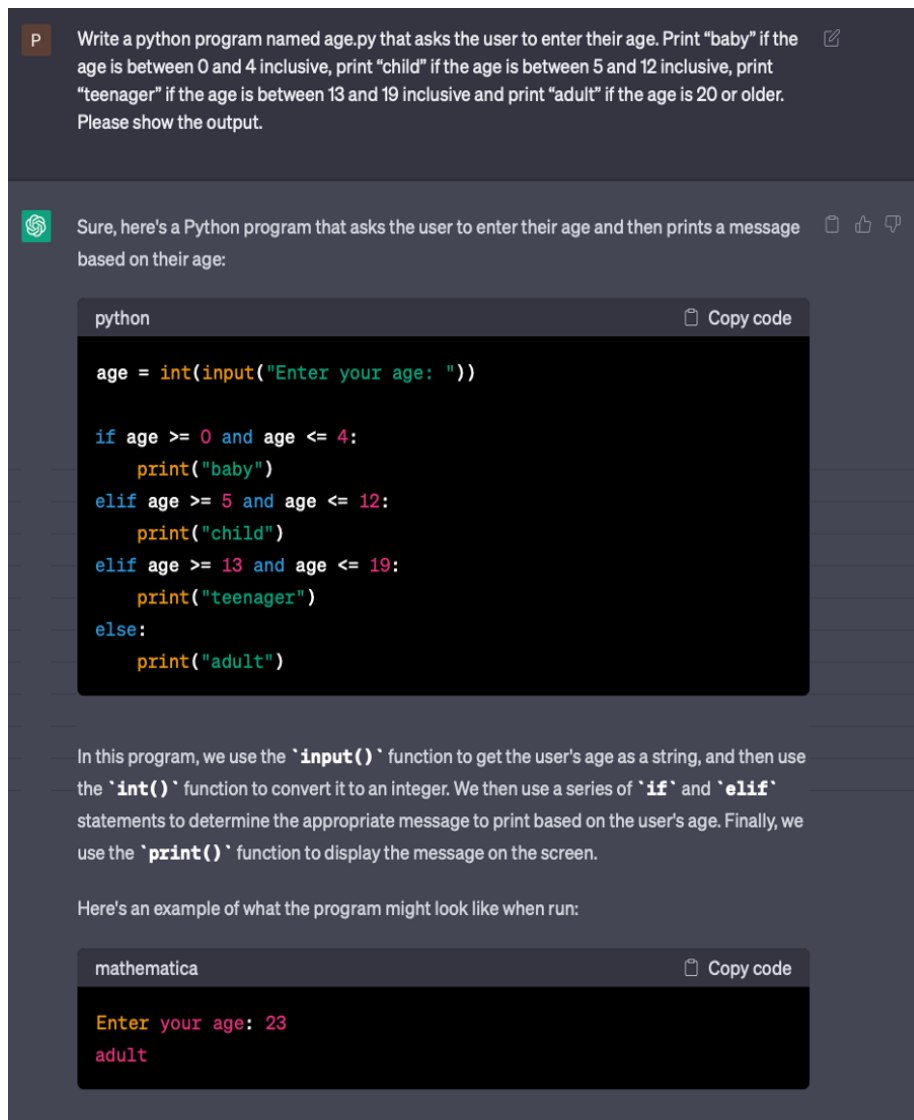 P
Write a python program named age.py that asks the user to enter their age. Print “baby” if the
age is between 0 and 4 inclusive, print “child” if the age is between 5 and 12 inclusive, print
“teenager” if the age is between 13 and 19 inclusive and print “adult” if the age is 20 or older.
Please show the output.
Sure, here's a Python program that asks the user to enter their age and then prints a message
based on their age:
python Copy code
age = int(input("Enter your age: "))
if age >= 0 and age <= 4:
    print("baby")
elif age >= 5 and age <= 12:
    print("child")
elif age >= 13 and age <= 19:
    print("teenager")
else:
    print("adult")
In this program, we use the `input()` function to get the user's age as a string, and then use
the `int()` function to convert it to an integer. We then use a series of `if` and `elif`
statements to determine the appropriate message to print based on the user's age. Finally, we
use the `print()` function to display the message on the screen.
Here's an example of what the program might look like when run:
mathematica Copy code
Enter your age: 23
adult